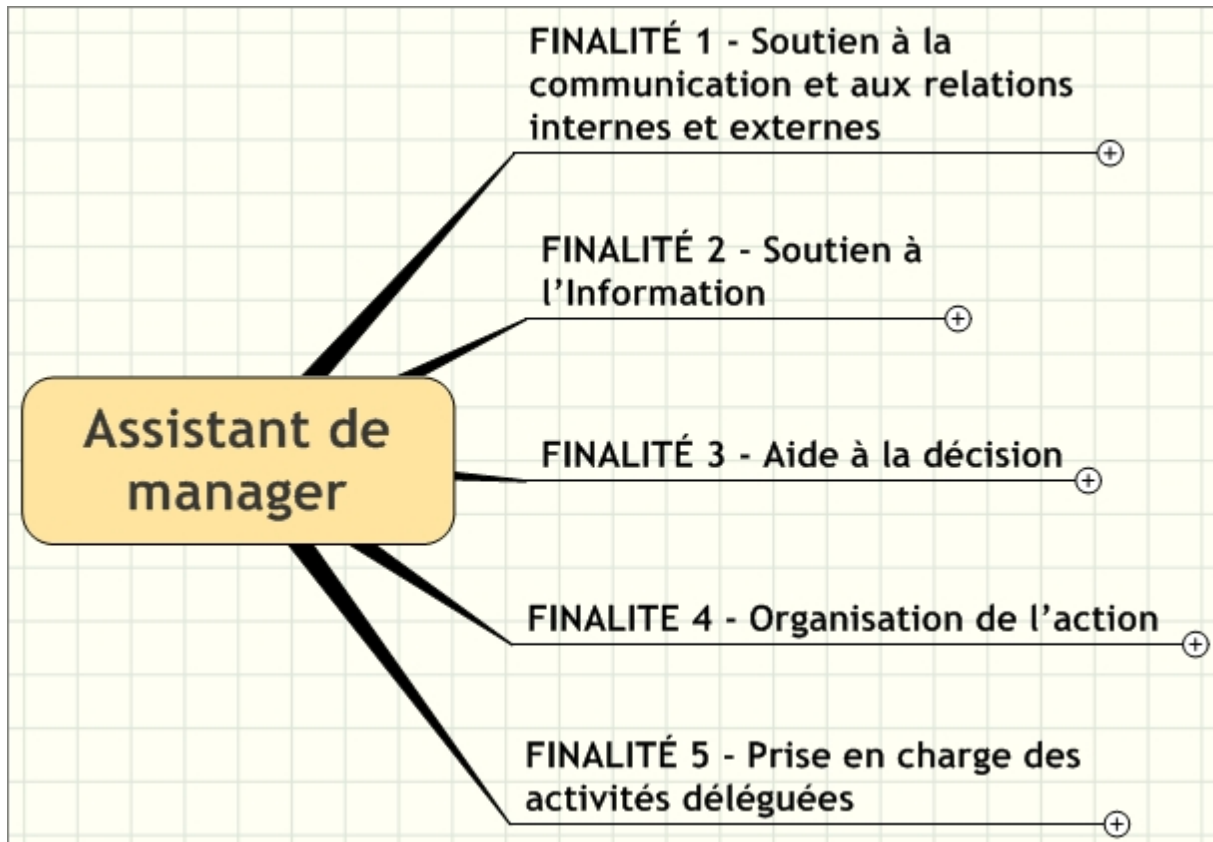 FINALITÉ 1 - Soutien à la
communication et aux relations
internes et externes
FINALITÉ 2 - Soutien à
l’Information
Assistant de
manager
FINALITÉ 3 - Aide à la décision
FINALITE 4 - Organisation de l’action
FINALITÉ 5 - Prise en charge des
activités déléguées